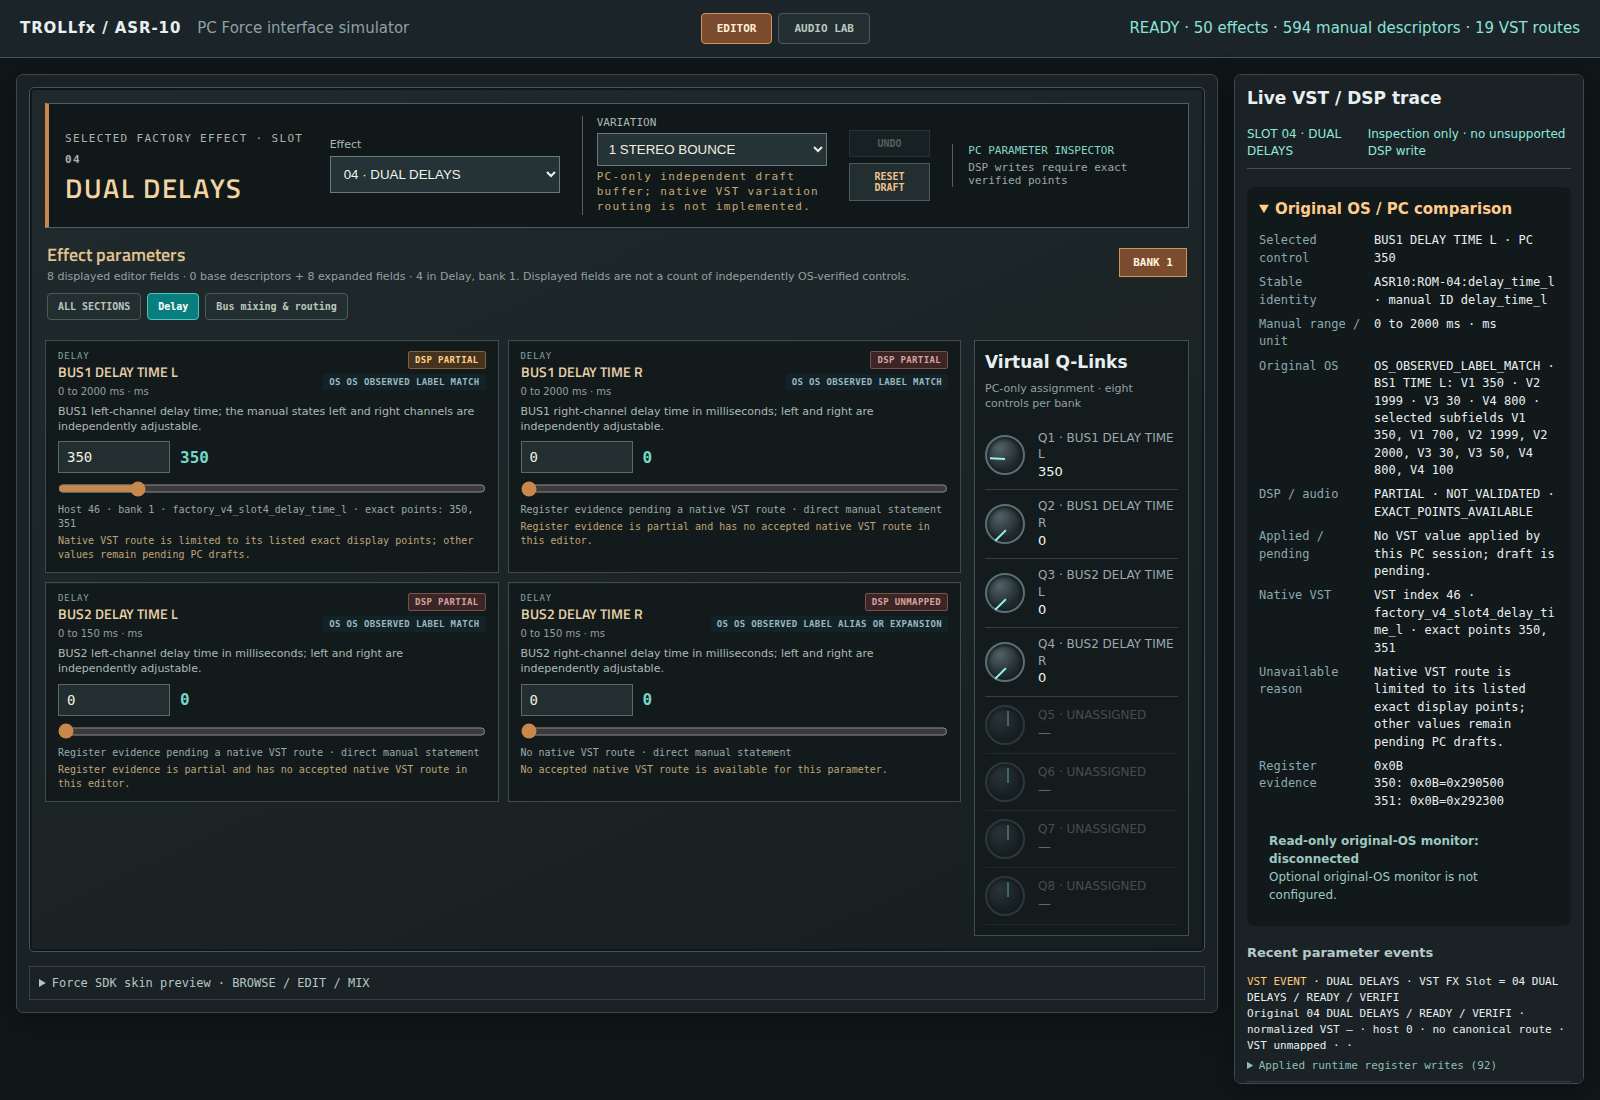 TROLLfx / ASR-10 PC Force interface simulator
EDITOR AUDIO LAB
READY · 50 effects · 594 manual descriptors · 19 VST routes
SELECTED FACTORY EFFECT · SLOT
04
DUAL DELAYS
Effect
04 · DUAL DELAYS
VARIATION
1 STEREO BOUNCE
PC-only independent draft
buffer; native VST variation
routing is not implemented.
UNDO
RESET
DRAFT
PC PARAMETER INSPECTOR
DSP writes require exact
verified points
Effect parameters
8 displayed editor fields · 0 base descriptors + 8 expanded fields · 4 in Delay, bank 1. Displayed fields are not a count of independently OS-verified controls.
BANK 1
ALL SECTIONS Delay Bus mixing & routing
DELAY
DSP PARTIAL
BUS1 DELAY TIME L
OS OS OBSERVED LABEL MATCH
0 to 2000 ms · ms
BUS1 left-channel delay time; the manual states left and right channels are
independently adjustable.
350 350
Host 46 · bank 1 · factory_v4_slot4_delay_time_l · exact points: 350,
351
Native VST route is limited to its listed exact display points; other
values remain pending PC drafts.
DELAY
DSP PARTIAL
BUS1 DELAY TIME R
OS OS OBSERVED LABEL MATCH
0 to 2000 ms · ms
BUS1 right-channel delay time in milliseconds; left and right are
independently adjustable.
0 0
Register evidence pending a native VST route · direct manual statement
Register evidence is partial and has no accepted native VST route in
this editor.
DELAY
DSP PARTIAL
BUS2 DELAY TIME L
OS OS OBSERVED LABEL MATCH
0 to 150 ms · ms
BUS2 left-channel delay time in milliseconds; left and right are
independently adjustable.
0 0
Register evidence pending a native VST route · direct manual statement
Register evidence is partial and has no accepted native VST route in
this editor.
DELAY
DSP UNMAPPED
BUS2 DELAY TIME R
OS OS OBSERVED LABEL ALIAS OR EXPANSION
0 to 150 ms · ms
BUS2 right-channel delay time in milliseconds; left and right are
independently adjustable.
0 0
No native VST route · direct manual statement
No accepted native VST route is available for this parameter.
Virtual Q-Links
PC-only assignment · eight
controls per bank
Q1 · BUS1 DELAY TIME
L
350
Q2 · BUS1 DELAY TIME
R
0
Q3 · BUS2 DELAY TIME
L
0
Q4 · BUS2 DELAY TIME
R
0
Q5 · UNASSIGNED
—
Q6 · UNASSIGNED
—
Q7 · UNASSIGNED
—
Q8 · UNASSIGNED
—
Force SDK skin preview · BROWSE / EDIT / MIX
Live VST / DSP trace
SLOT 04 · DUAL
DELAYS
Inspection only · no unsupported
DSP write
Original OS / PC comparison
Selected
control
BUS1 DELAY TIME L · PC
350
Stable
identity
ASR10:ROM-04:delay_time_l
· manual ID delay_time_l
Manual range /
unit
0 to 2000 ms · ms
Original OS
OS_OBSERVED_LABEL_MATCH ·
BS1 TIME L: V1 350 · V2
1999 · V3 30 · V4 800 ·
selected subfields V1
350, V1 700, V2 1999, V2
2000, V3 30, V3 50, V4
800, V4 100
DSP / audio
PARTIAL · NOT_VALIDATED ·
EXACT_POINTS_AVAILABLE
Applied /
pending
No VST value applied by
this PC session; draft is
pending.
Native VST
VST index 46 ·
factory_v4_slot4_delay_ti
me_l · exact points 350,
351
Unavailable
reason
Native VST route is
limited to its listed
exact display points;
other values remain
pending PC drafts.
Register
evidence
0x0B
350: 0x0B=0x290500
351: 0x0B=0x292300
Read-only original-OS monitor:
disconnected
Optional original-OS monitor is not
configured.
Recent parameter events
VST EVENT · DUAL DELAYS · VST FX Slot = 04 DUAL
DELAYS / READY / VERIFI
Original 04 DUAL DELAYS / READY / VERIFI ·
normalized VST — · host 0 · no canonical route ·
VST unmapped · ·
Applied runtime register writes (92)